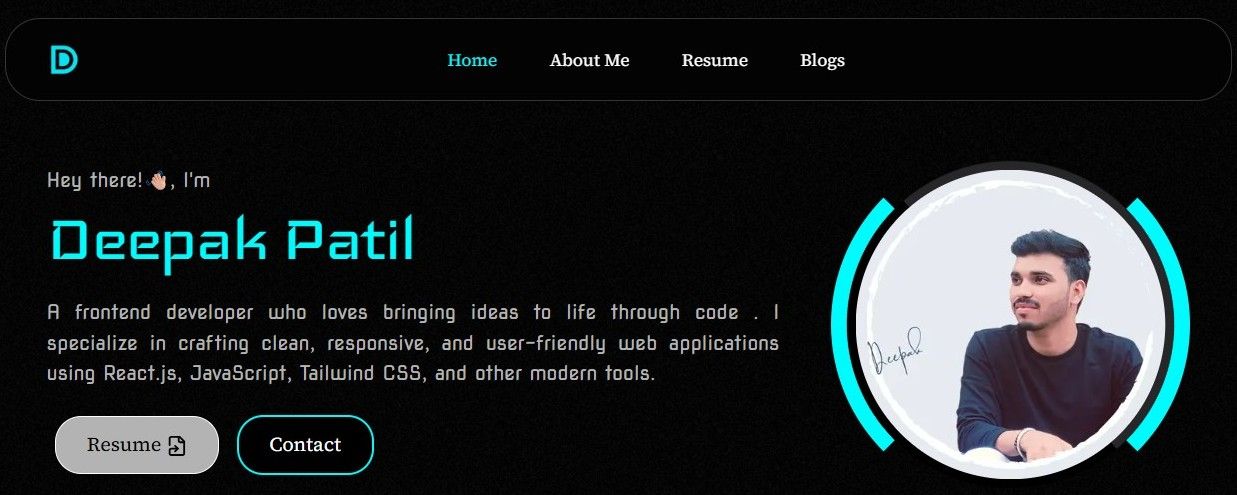 D
Home About Me Resume Blogs
Hey there!👋🏻, I'm
Deepak Patil
A frontend developer who loves bringing ideas to life through code . I
specialize in crafting clean, responsive, and user-friendly web applications
using React.js, JavaScript, Tailwind CSS, and other modern tools.
Deepak
Resume Contact